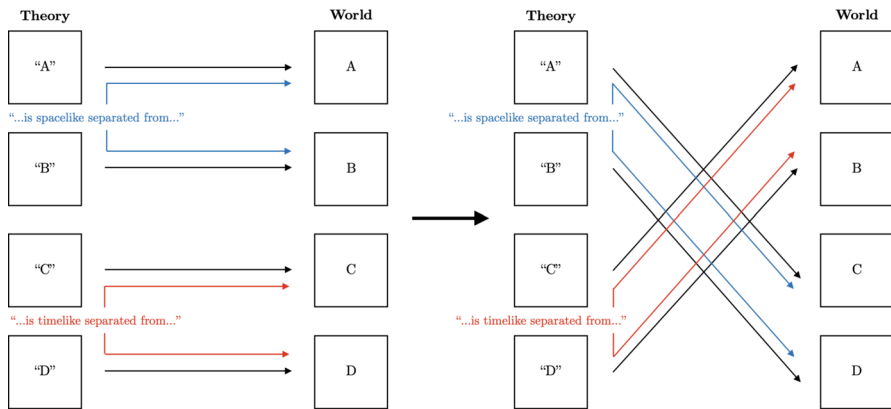 Theory World Theory World
“A” A “A” A
“...is spacelike separated from...” “...is spacelike separated from...”
“B” B “B” B
“C” C “C” C
“...is timelike separated from...” “...is timelike separated from...”
“D” D “D” D